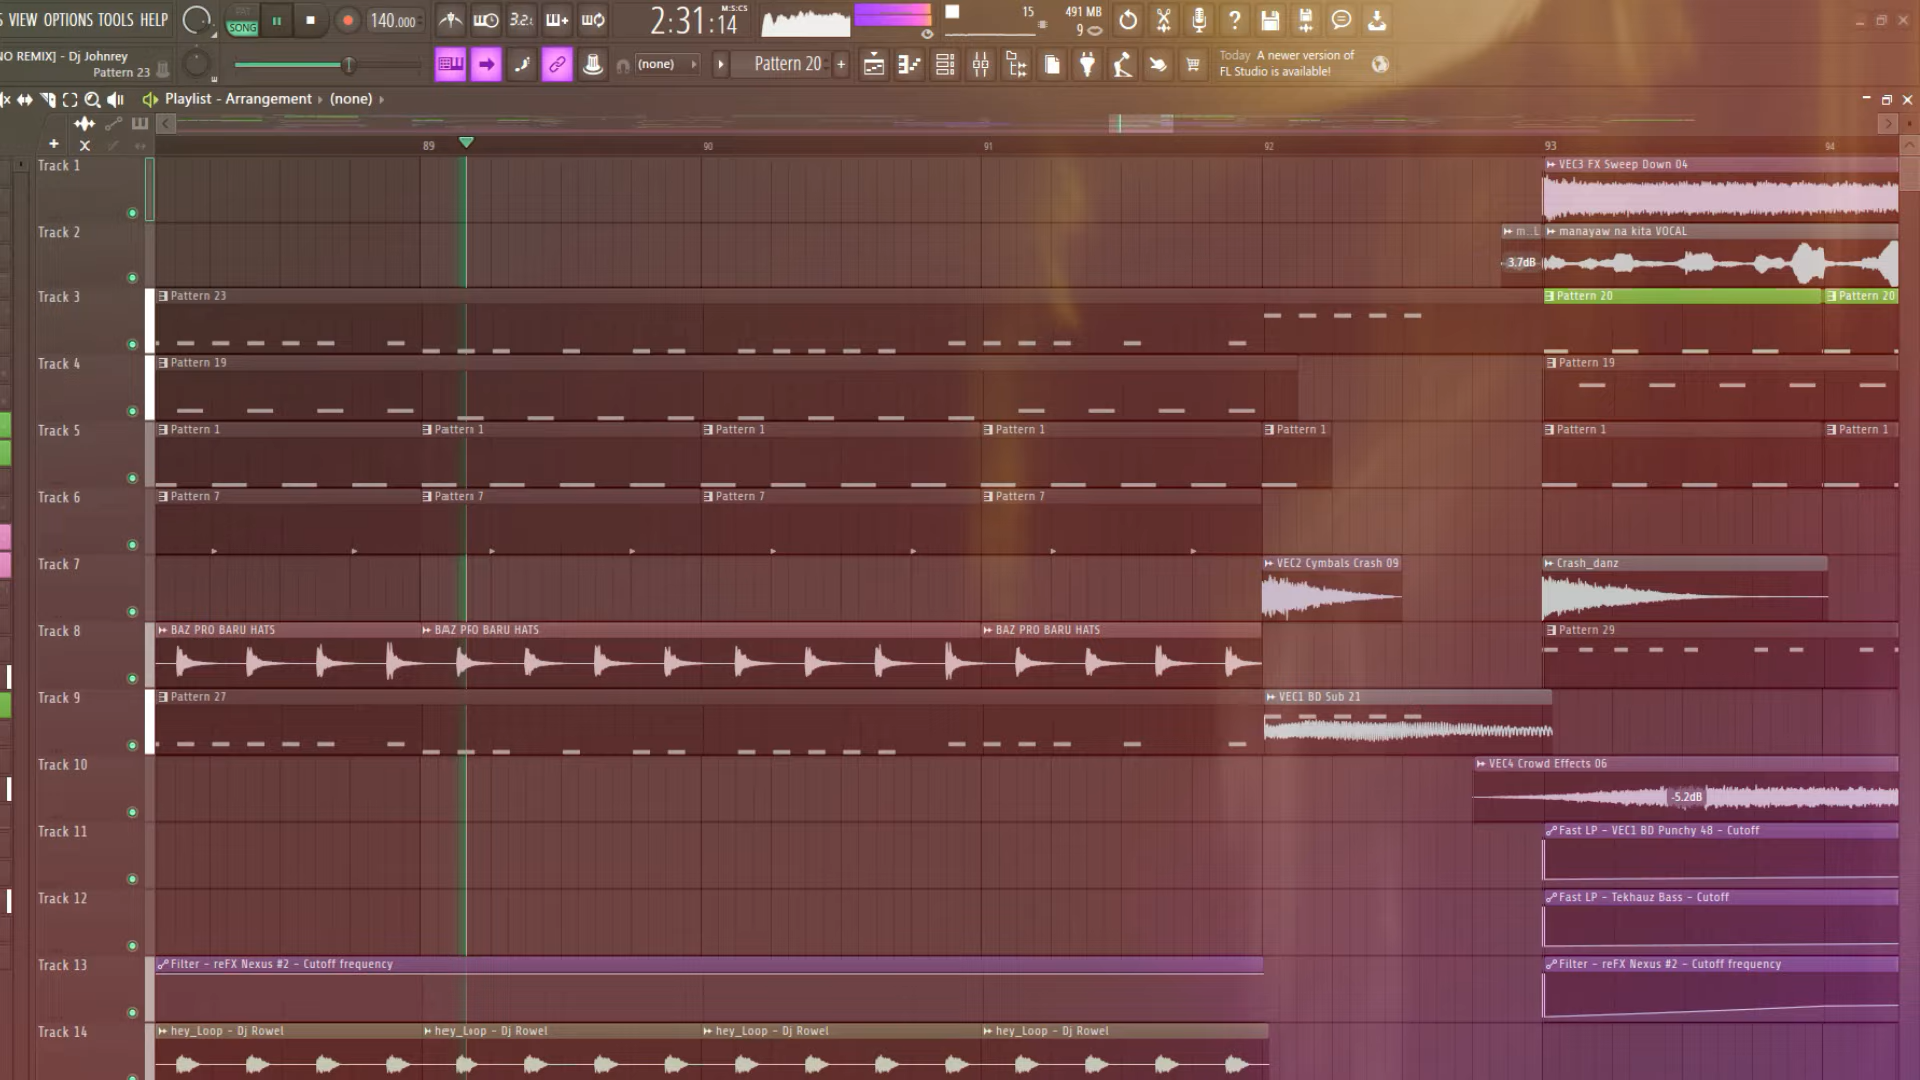 S VIEW OPTIONS TOOLS HELP
PAT
SONG
140.000
3.2.1
2:31:14
M:S:CS
15
491 MB
9
NO REMIX] - Dj Johnrey
Pattern 23
(none)
Pattern 20
Today A newer version of
FL Studio is available!
Playlist - Arrangement
(none)
89
90
91
92
93
94
Track 1
VEC3 FX Sweep Down 04
Track 2
m..L
manayaw na kita VOCAL
3.7dB
Track 3
Pattern 23
Pattern 20
Pattern 20
Track 4
Pattern 19
Pattern 19
Track 5
Pattern 1
Pattern 1
Pattern 1
Pattern 1
Pattern 1
Pattern 1
Pattern 1
Track 6
Pattern 7
Pattern 7
Pattern 7
Pattern 7
Track 7
VEC2 Cymbals Crash 09
Crash_danz
Track 8
BAZ PRO BARU HATS
BAZ PRO BARU HATS
BAZ PRO BARU HATS
Pattern 29
Track 9
Pattern 27
VEC1 BD Sub 21
Track 10
VEC4 Crowd Effects 06
-5.2dB
Track 11
Fast LP - VEC1 BD Punchy 48 - Cutoff
Track 12
Fast LP - Tekhauz Bass - Cutoff
Track 13
Filter - reFX Nexus #2 - Cutoff frequency
Filter - reFX Nexus #2 - Cutoff frequency
Track 14
hey_Loop - Dj Rowel
hey_Loop - Dj Rowel
hey_Loop - Dj Rowel
hey_Loop - Dj Rowel